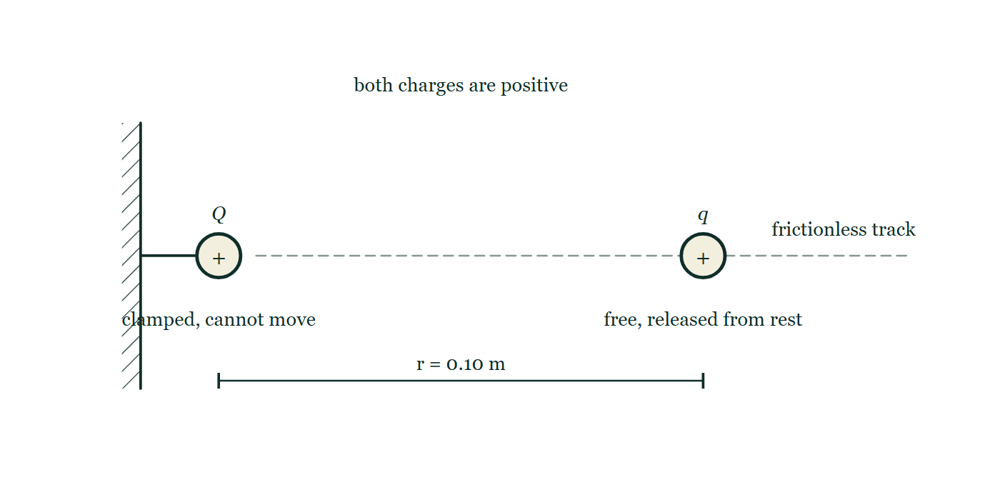 both charges are positive
Q
q
frictionless track
+
+
clamped, cannot move
free, released from rest
r = 0.10 m